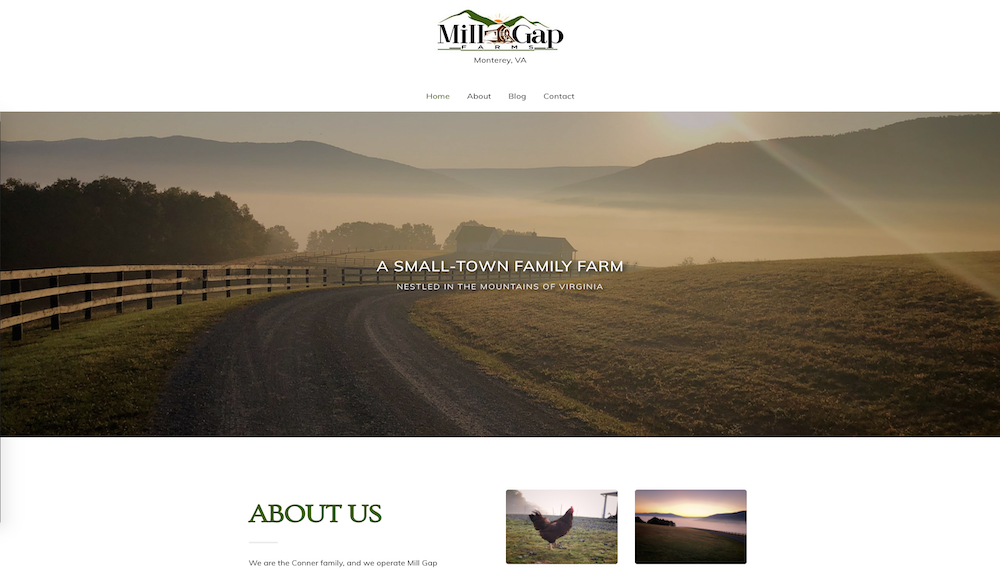 Mill Gap
FARMS
Monterey, VA
Home About Blog Contact
A SMALL-TOWN FAMILY FARM
NESTLED IN THE MOUNTAINS OF VIRGINIA
ABOUT US
We are the Conner family, and we operate Mill Gap